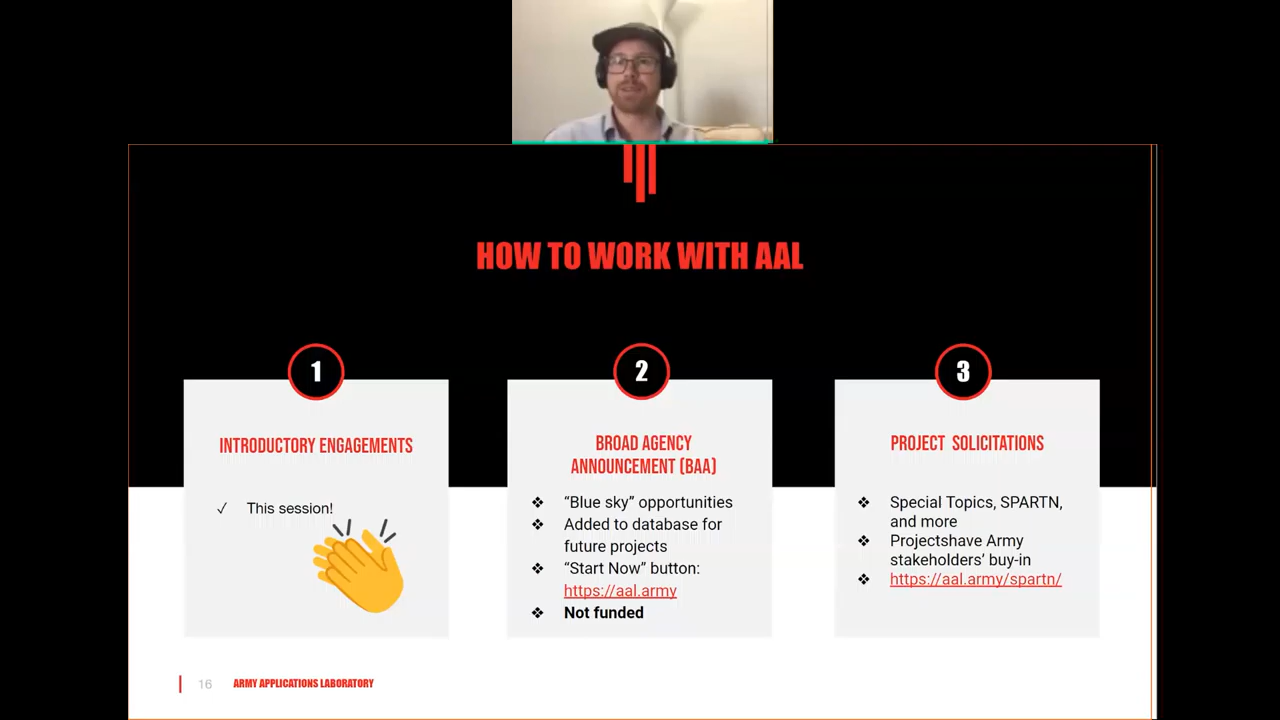 HOW TO WORK WITH AAL
1
INTRODUCTORY ENGAGEMENTS
✓ This session!
2
BROAD AGENCY
ANNOUNCEMENT (BAA)
❖ “Blue sky” opportunities
❖ Added to database for
future projects
❖ “Start Now” button:
https://aal.army
❖ Not funded
3
PROJECT SOLICITATIONS
❖ Special Topics, SPARTN,
and more
❖ Projectshave Army
stakeholders’ buy-in
❖ https://aal.army/spartn/
16 ARMY APPLICATIONS LABORATORY